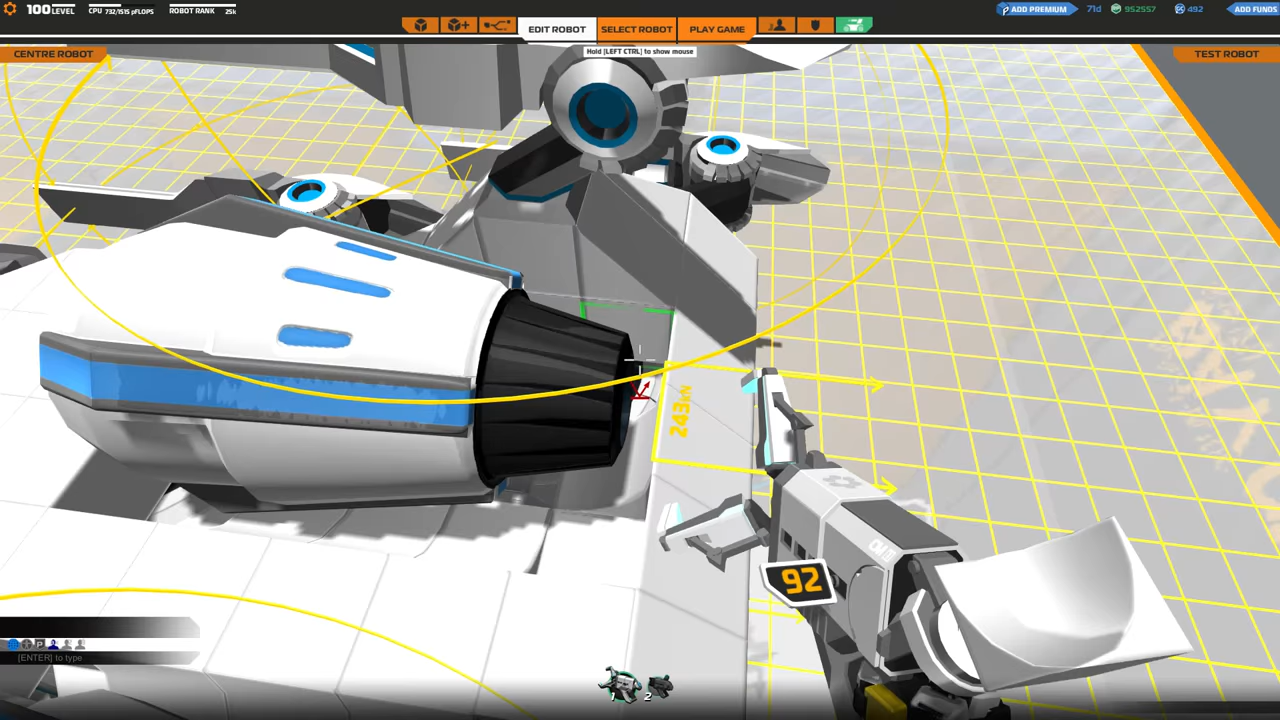 100 LEVEL
CPU 732/1515 pFLOPS
ROBOT RANK 25k
EDIT ROBOT
SELECT ROBOT
PLAY GAME
ADD PREMIUM
71d
952557
492
ADD FUNDS
CENTRE ROBOT
Hold [LEFT CTRL] to show mouse
TEST ROBOT
243kN
92
P
[ENTER] to type
1
2